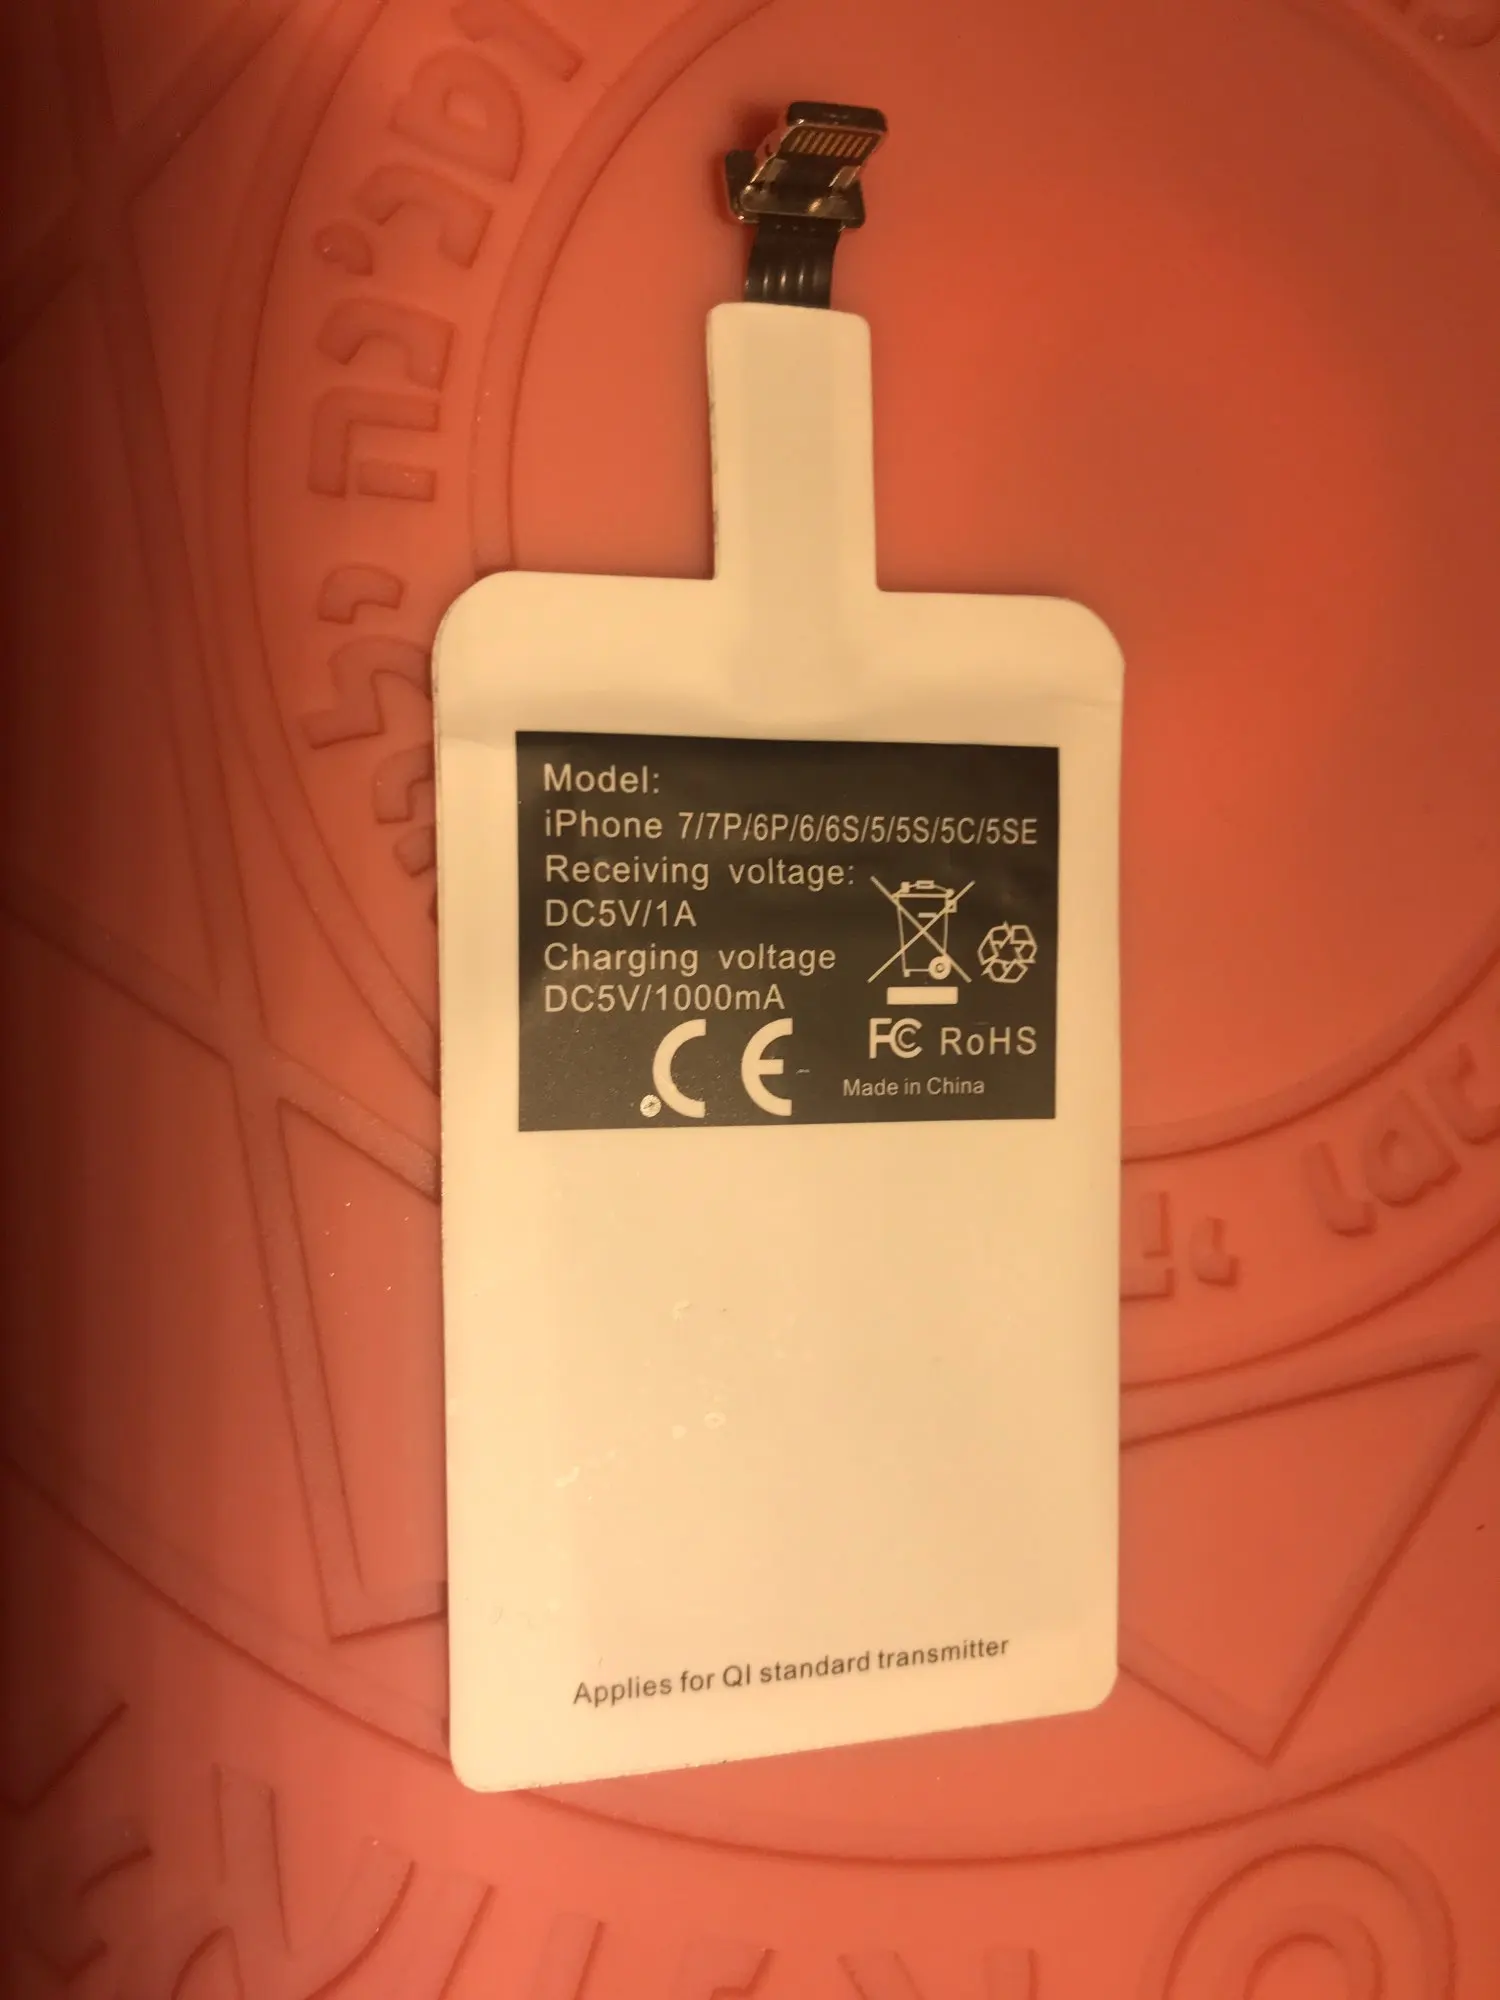 Model:
iPhone 7/7P/6P/6/6S/5/5S/5C/5SE
Receiving voltage:
DC5V/1A
Charging voltage
DC5V/1000mA
CE
FC RoHS
Made in China
Applies for QI standard transmitter